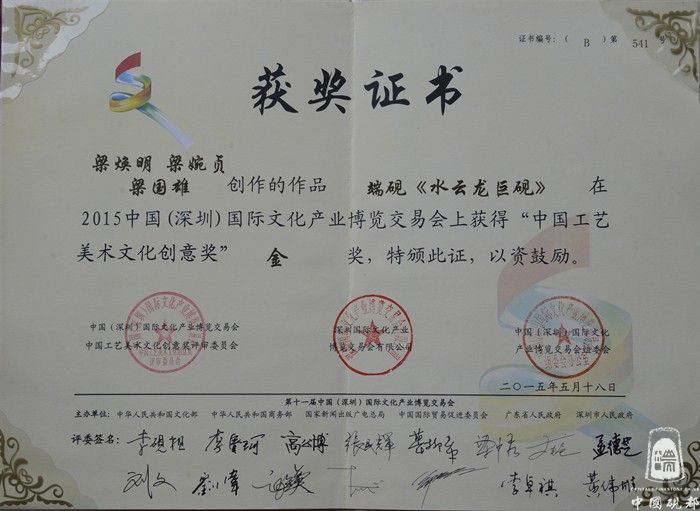 证书编号：（ B ）第 541 号
获奖证书
梁焕明 梁婉贞
梁国雄 创作的作品 端砚《水云龙巨砚》 在
2015中国(深圳)国际文化产业博览交易会上获得“中国工艺
美术文化创意奖” 金 奖，特颁此证，以资鼓励。
中国（深圳）国际文化产业博览交易会
中国工艺美术文化创意奖评审委员会
深圳国际文化产业
博览交易会有限公司
中国（深圳）国际文化
产业博览交易会组委会
二〇一五年五月十八日
第十一届中国（深圳）国际文化产业博览交易会
主办单位：中华人民共和国文化部 中华人民共和国商务部 国家新闻出版广电总局 中国国际贸易促进委员会 广东省人民政府 深圳市人民政府
评委签名：
李卓祺 黄伟雄
中国砚都